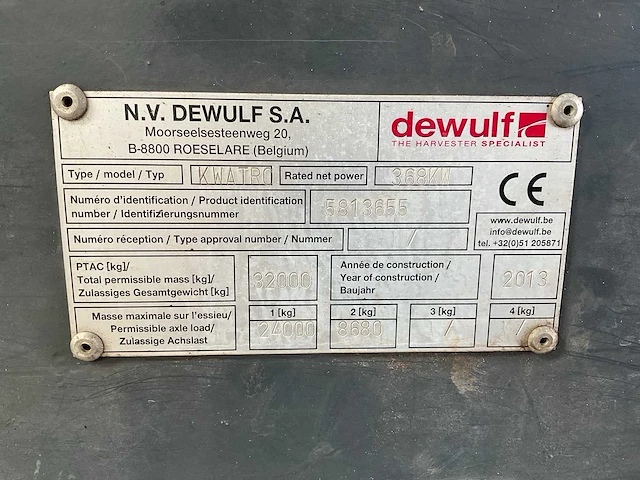 N.V. DEWULF S.A.
Moorseelsesteenweg 20,
B-8800 ROESELARE (Belgium)
dewulf
THE HARVESTER SPECIALIST
Type / model / Typ KWATRO Rated net power 368KW
CE
Numéro d'identification / Product identification
number / Identifizierungsnummer 5813655
www.dewulf.be
info@dewulf.be
tel. +32(0)51 205871
Numéro réception / Type approval number / Nummer /
PTAC [kg]/
Total permissible mass [kg]/
Zulassiges Gesamtgewicht [kg] 32000
Année de construction/
Year of construction/
Baujahr 2013
Masse maximale sur l'essieu/
Permissible axle load/
Zulassige Achslast
1 [kg] 2 [kg] 3 [kg] 4 [kg]
24000 8680 / /